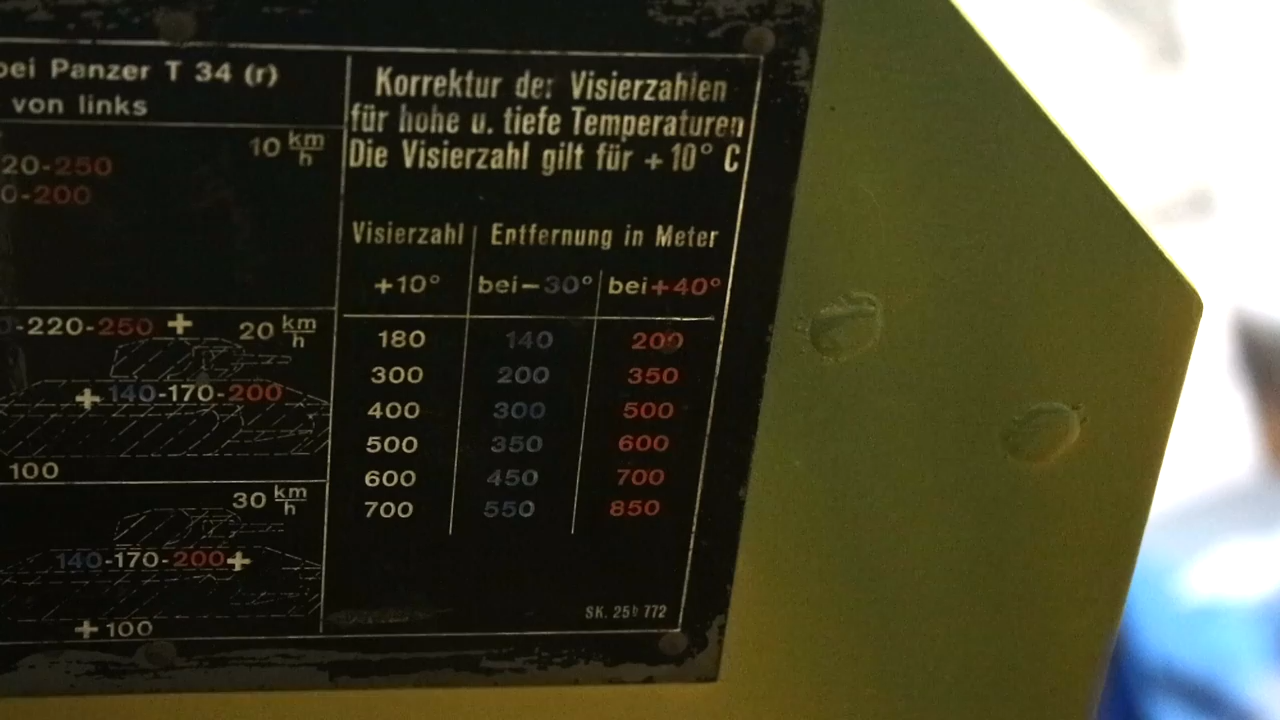 bei Panzer T 34 (r)
von links
10 km/h
20-250
0-200
-220-250 + 20 km/h
+ 140-170-200
100
30 km/h
140-170-200+
+100
Korrektur der Visierzahlen
für hohe u. tiefe Temperaturen
Die Visierzahl gilt für +10° C
Visierzahl Entfernung in Meter
+10° bei-30° bei+40°
180 140 200
300 200 350
400 300 500
500 350 600
600 450 700
700 550 850
SK. 25b 772